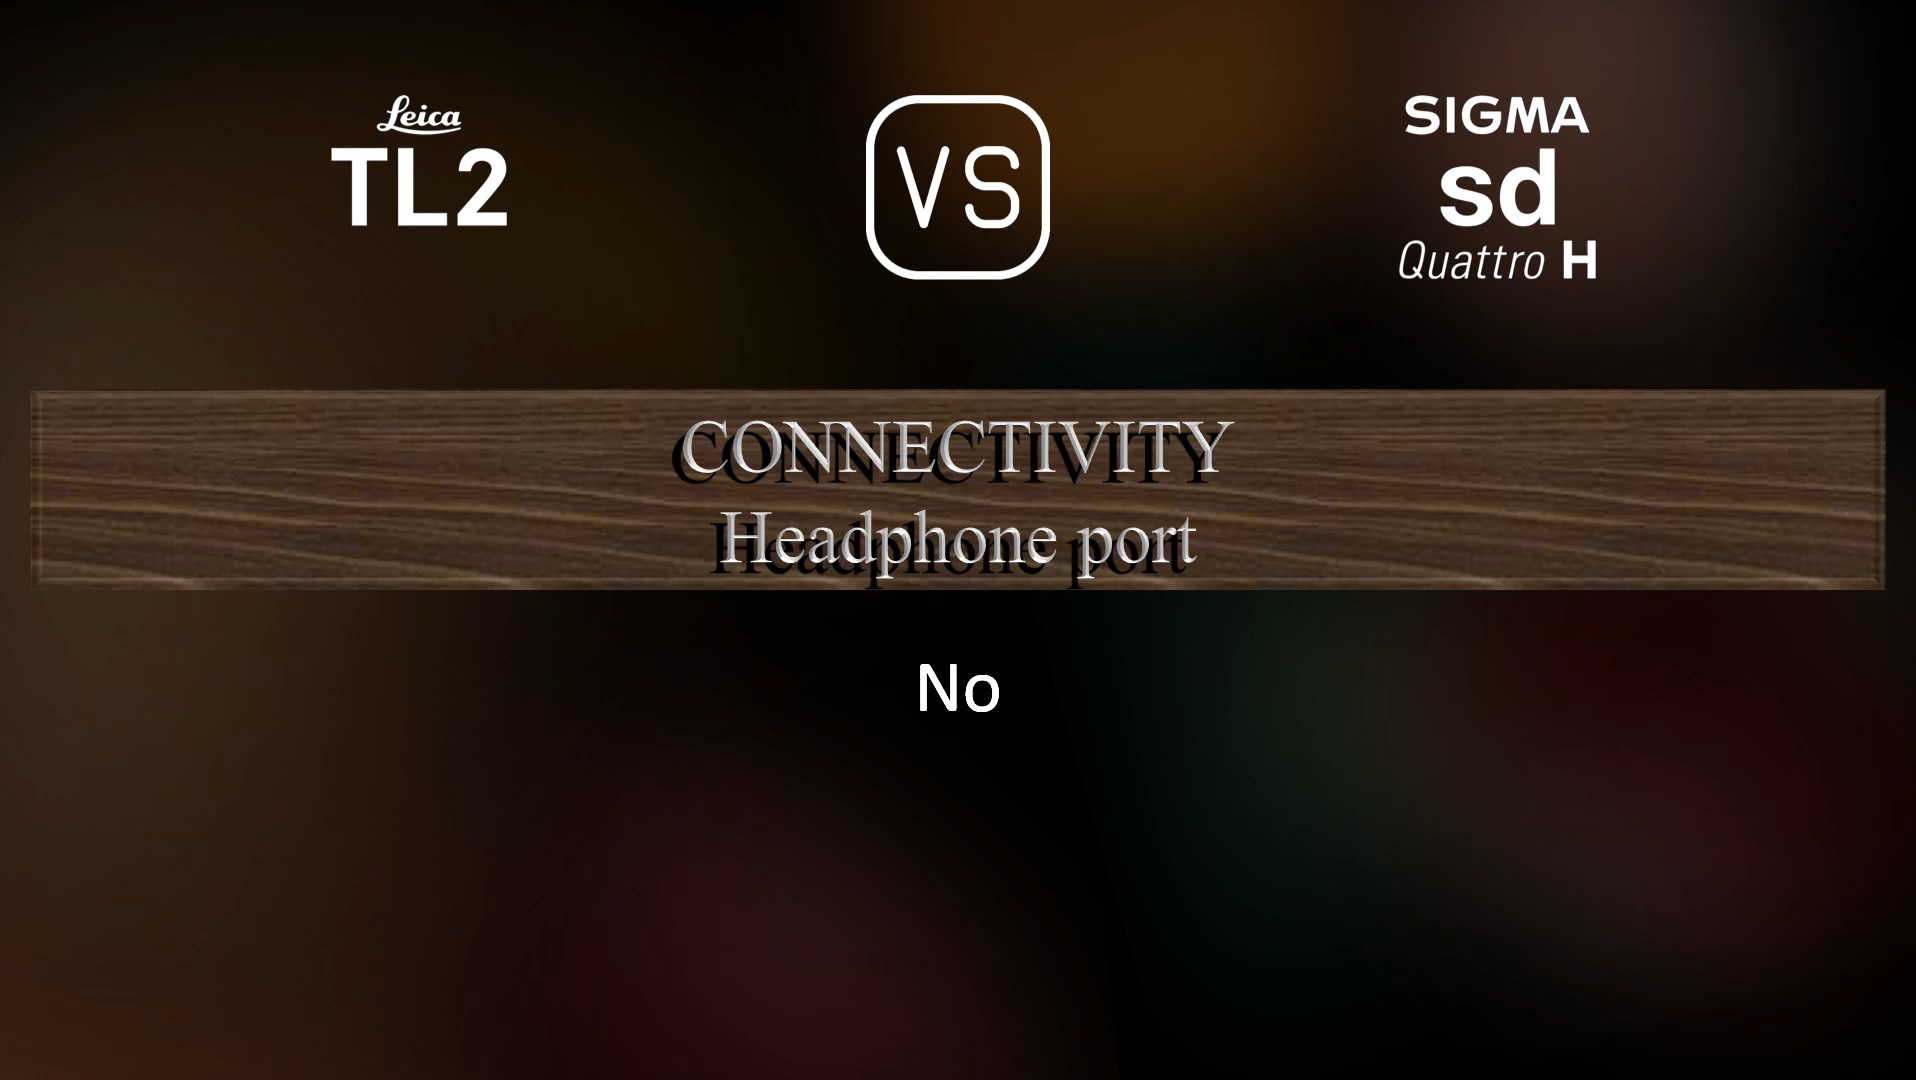 Leica
TL2
VS
SIGMA
sd
Quattro H
CONNECTIVITY
Headphone port
No